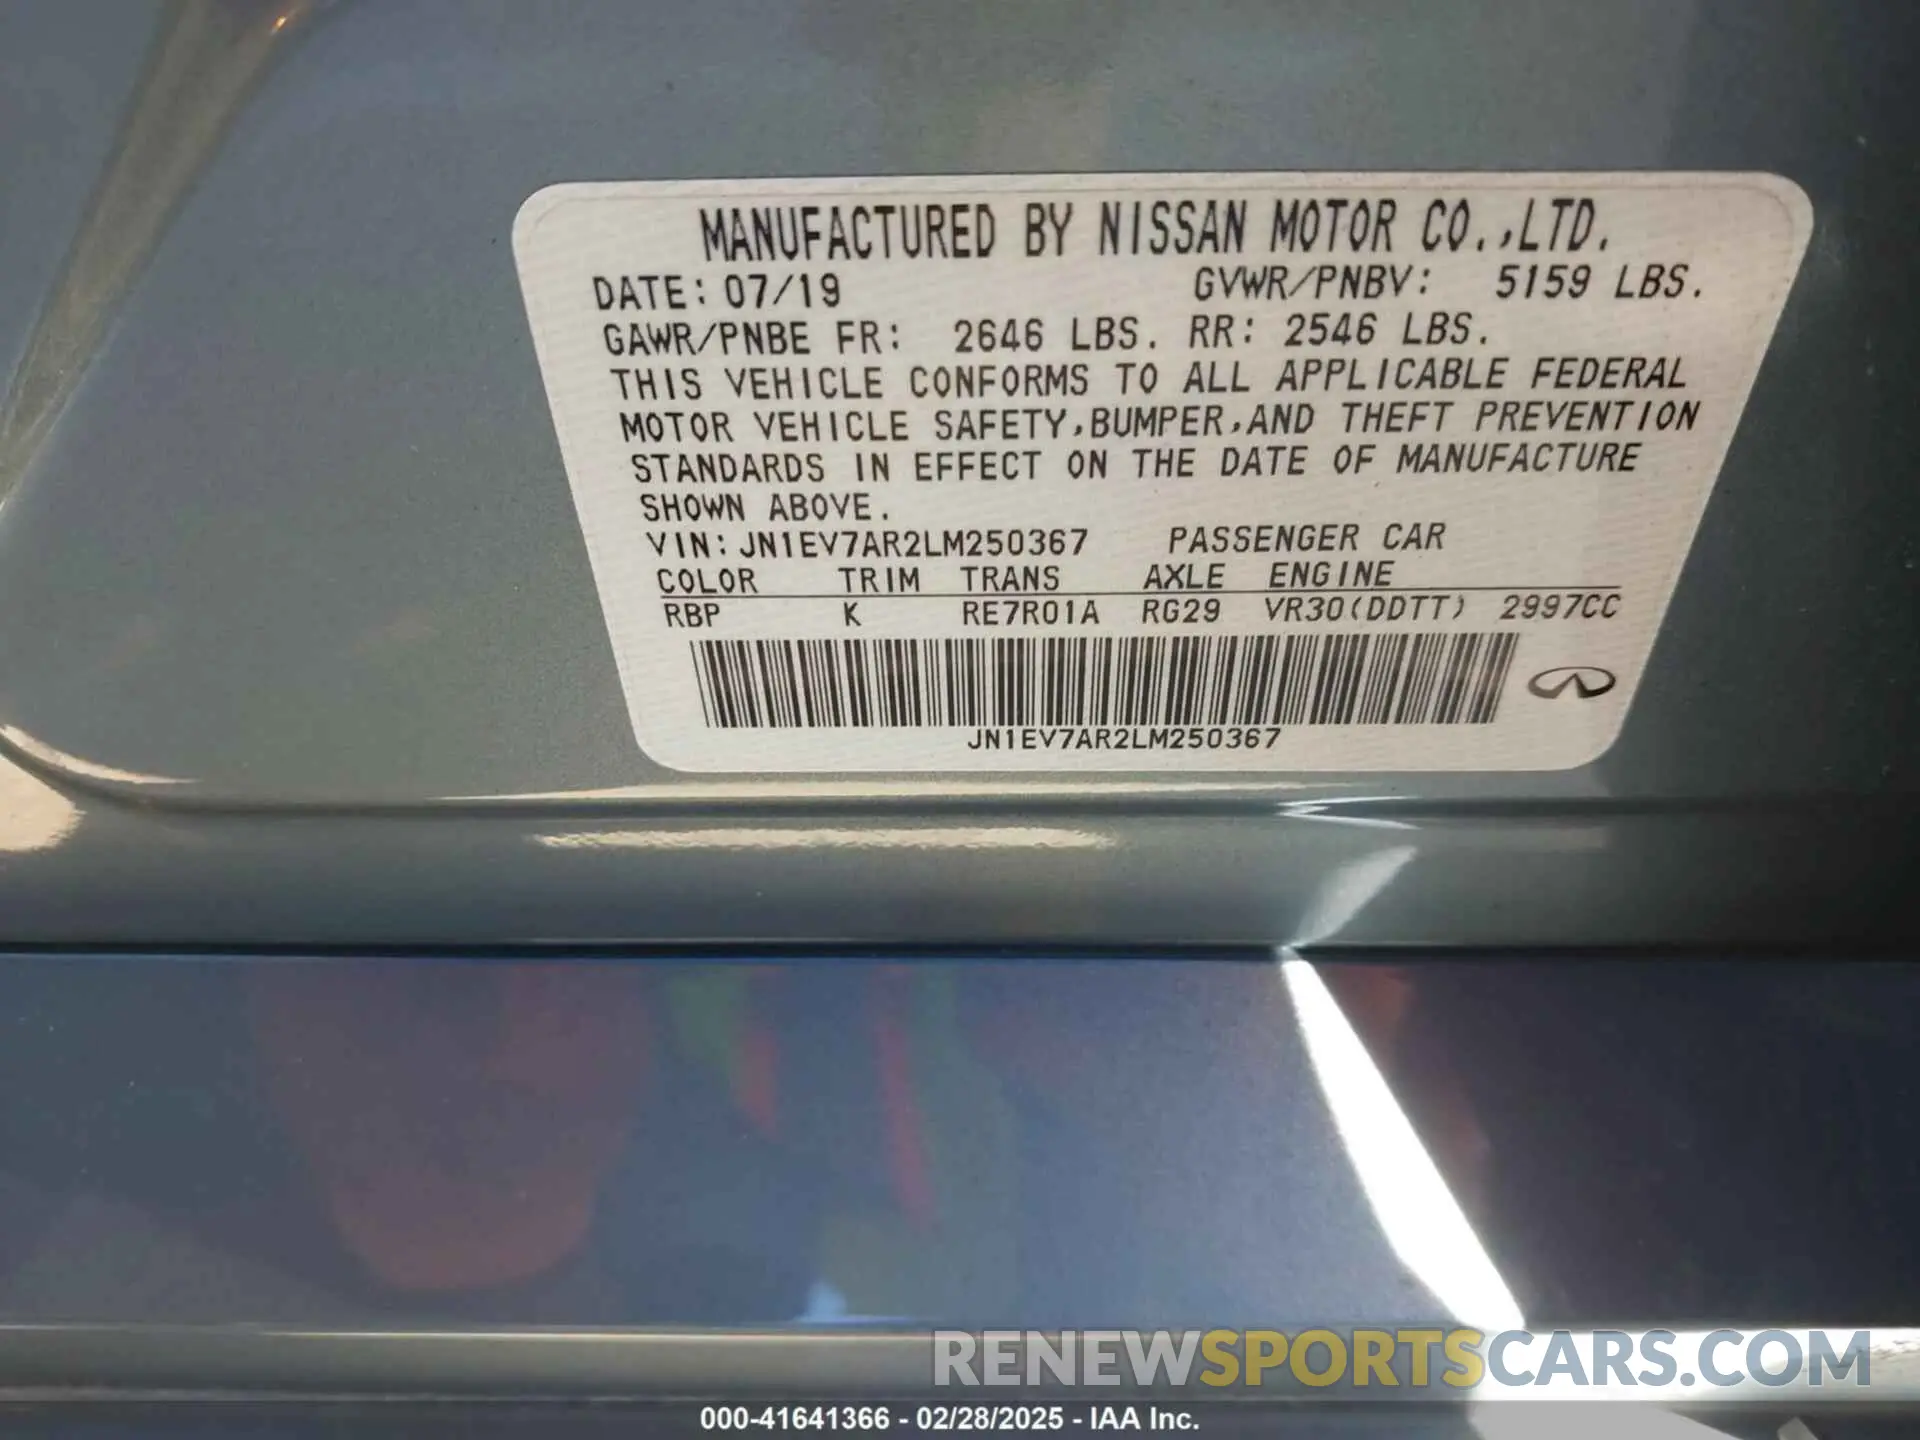 MANUFACTURED BY NISSAN MOTOR CO.,LTD.
DATE: 07/19 GVWR/PNBV: 5159 LBS.
GAWR/PNBE FR: 2646 LBS. RR: 2546 LBS.
THIS VEHICLE CONFORMS TO ALL APPLICABLE FEDERAL
MOTOR VEHICLE SAFETY,BUMPER,AND THEFT PREVENTION
STANDARDS IN EFFECT ON THE DATE OF MANUFACTURE
SHOWN ABOVE.
VIN: JN1EV7AR2LM250367 PASSENGER CAR
COLOR TRIM TRANS AXLE ENGINE
RBP K RE7R01A RG29 VR30(DDTT) 2997CC
JN1EV7AR2LM250367
RENEWSPORTSCARS.COM
000-41641366 - 02/28/2025 - IAA Inc.